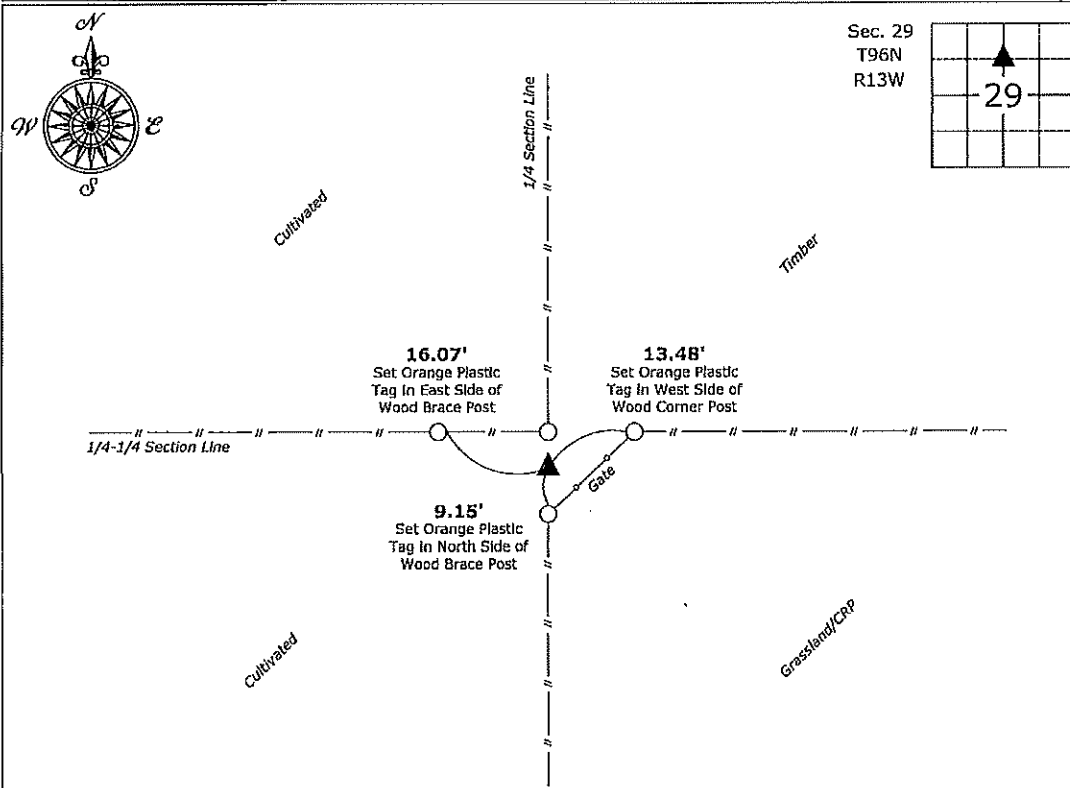 N
W
E
S
Sec. 29
T96N
R13W
29
1/4 Section Line
Cultivated
Timber
16.07'
Set Orange Plastic
Tag In East Side of
Wood Brace Post
13.48'
Set Orange Plastic
Tag In West Side of
Wood Corner Post
1/4-1/4 Section Line
Gate
9.15'
Set Orange Plastic
Tag In North Side of
Wood Brace Post
Cultivated
Grassland/CRP